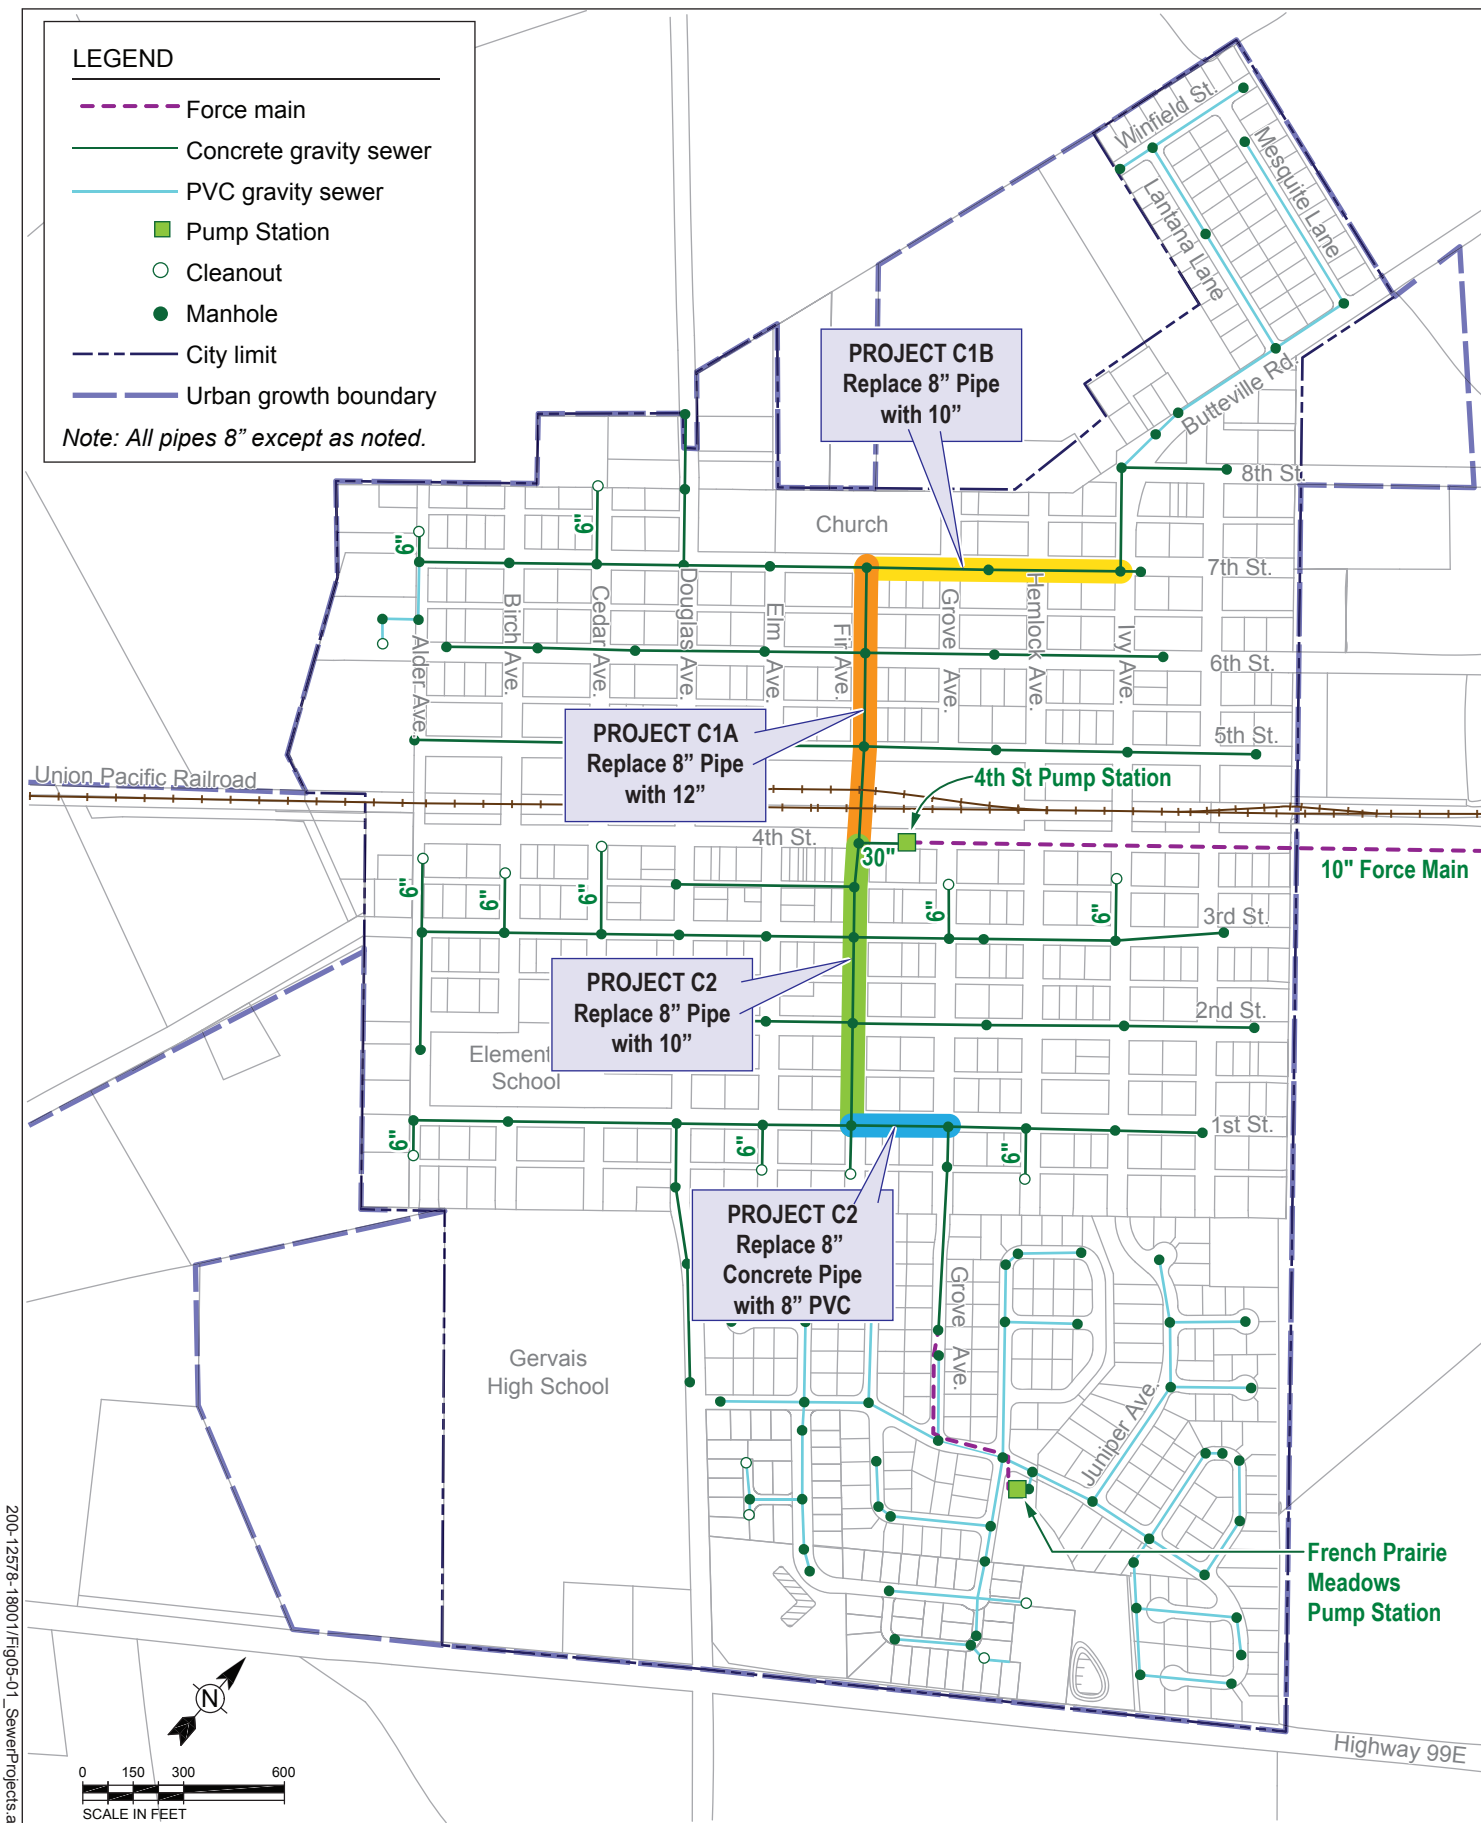 LEGEND
Force main
Concrete gravity sewer
PVC gravity sewer
Pump Station
Cleanout
Manhole
City limit
Urban growth boundary
Note: All pipes 8” except as noted.
Winfield St.
Mesquite Lane
Lantana Lane
Butteville Rd.
PROJECT C1B
Replace 8” Pipe
with 10”
8th St.
Church
6"
6"
7th St.
Alder Ave.
Birch Ave.
Cedar Ave.
Douglas Ave.
Elm Ave.
Fir Ave.
Grove Ave.
Hemlock Ave.
Ivy Ave.
6th St.
5th St.
PROJECT C1A
Replace 8” Pipe
with 12”
Union Pacific Railroad
4th St Pump Station
4th St.
30"
10" Force Main
6"
6"
6"
6"
6"
3rd St.
PROJECT C2
Replace 8” Pipe
with 10”
2nd St.
Element
School
1st St.
6"
6"
6"
PROJECT C2
Replace 8”
Concrete Pipe
with 8” PVC
Grove Ave.
Gervais
High School
Juniper Ave.
French Prairie
Meadows
Pump Station
Highway 99E
N
0 150 300 600
SCALE IN FEET
200-12578-18001/Fig05-01_SewerProjects.a